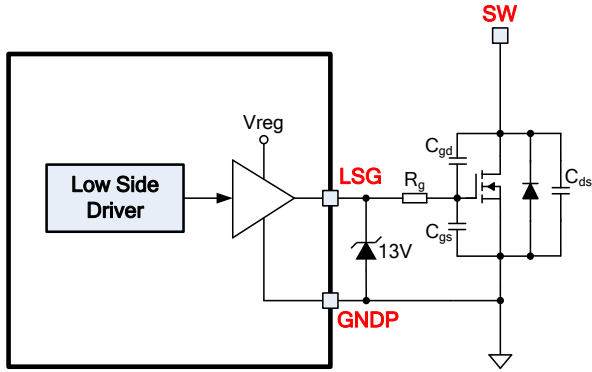 SW
Vreg
Low Side
Driver
LSG
Rg
Cgd
Cgs
Cds
13V
GNDP